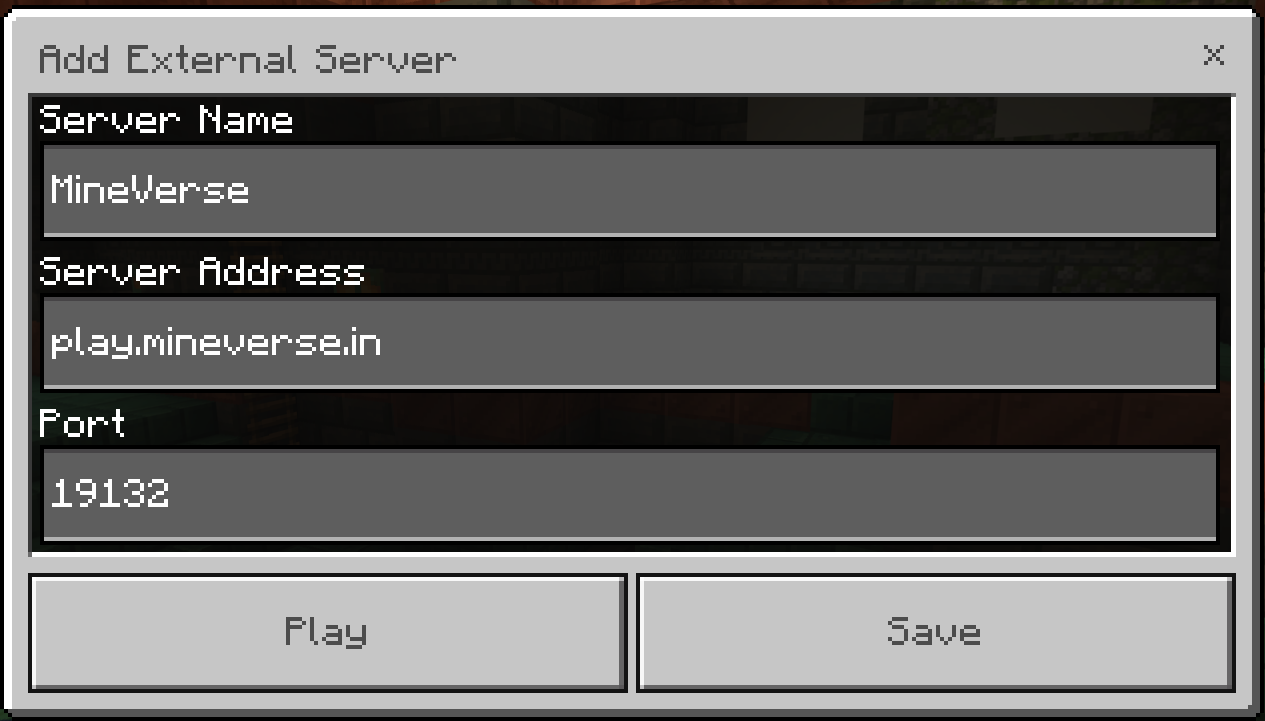 Add External Server
x
Server Name
MineVerse
Server Address
play.mineverse.in
Port
19132
Play
Save